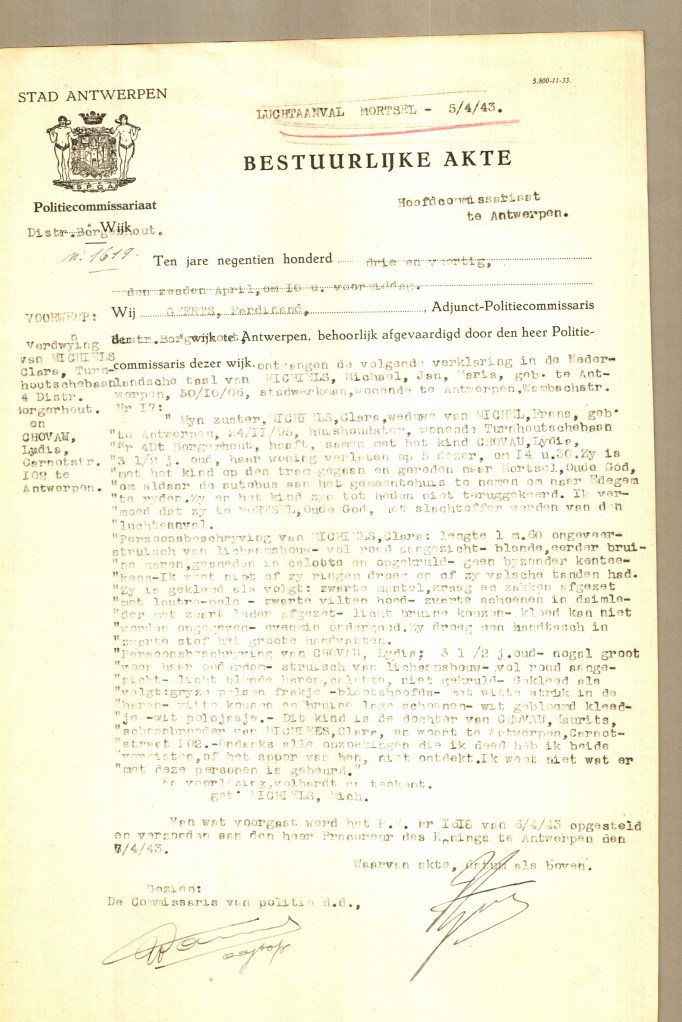 5.800-11-33.
STAD ANTWERPEN
LUCHTAANVAL MORTSEL - 5/4/43.
BESTUURLIJKE AKTE
S.P.Q.A.
Politiecommissariaat
Hoofdcommissariaat
te Antwerpen.
Wijk
Distr. Borgerhout.
n: 1619.
Ten jare negentien honderd drie en veertig,
den zesden April, om 10 u. voormiddag.
Wij GEERTS, Ferdinand, , Adjunct-Politiecommissaris
der Distr. Borgerhout wijk te Antwerpen, behoorlijk afgevaardigd door den heer Politie-
commissaris dezer wijk. ontvangen de volgende verklaring in de Neder-
landsche taal van MICHIELS, Michael, Jan, Maria, geb. te Ant-
werpen, 30/10/06, stadwerkman, wonende te Antwerpen, Wambachstr.
Nr 17:
VOORWERP:
Verdwying
van MICHIELS
Clara, Turn-
houtschebaan
4 Distr.
Borgerhout.
en
CHOVAU,
Lydia,
Carnotstr.
102 te
Antwerpen.
" Myn zuster, MICHIELS, Clara, weduwe van MICHEL, Frans, geb.
"te Antwerpen, 24/11/95, huishoudster, wonende Turnhoutschebaan
"Nr 4Dt Borgerhout, heeft, samen met het kind CHOVAU, Lydia,
"3 1/2 j. oud, haar woning verlaten op 5 dezer, om 14 u.30. Zy is
"met het kind op den tram gegaan en gereden naar Mortsel, Oude God,
"om aldaar de autobus aan het gemeentehuis te nemen om naar Edegem
"te ryden. Zy en het kind zyn tot heden niet teruggekeerd. Ik ver-
"moed dat zy te MORTSEL, Oude God, het slachtoffer werden van den
"luchtaanval.
"Persoonsbeschryving van MICHIELS, Clara: lengte 1 m.60 ongeveer-
struisch van lichaamsbouw- vol rond aangezicht- blonde, eerder brui-
"ne haren, gesneden in calotte en opgekruld- geen byzonder kentee-
"kens- Ik weet niet of zy ringen droeg en of zy valsche tanden had.
"Zy is gekleed als volgt: zwarte mantel, kraag en zakken afgezet
"met loutre-pels - zwarte vilten hoed- zwarte schoenen in daimle-
"der met zwart leder afgezet- licht bruine kousen- kleed kan niet
"worden opgegeven- evenmin ondergoed. Zy droeg een handtasch in
"zwarte stof met groote handvatten.
"Persoonsbeschryving van CHOVAU, Lydia; 3 1/2 j.oud- nogal groot
"voor haar ouderdom- struisch van lichaamsbouw- vol rond aange-
"zicht- licht blonde haren, calotte, niet gekruld- Gekleed als
"volgt: gryze pelsen frakje -blootshoofds- met witte strik in de
"haren- witte kousen en bruine lage schoenen- wit gebloemd kleed-
"je -wit polojasje.- Dit kind is de dochter van CHOVAU, Maurits,
"schoonbroeder van MICHIELS, Clara, en woont te Antwerpen, Carnot-
"straat 102.-Ondanks alle opzoekingen die ik deed heb ik beide
"vermisten, of het spoor van hen, niet ontdekt. Ik weet niet wat er
"met deze personen is gebeurd."
Na voorlezing, volhardt en teekent.
get: MICHIELS, Mich.
Van wat voorgaat werd het P.V. nr 1618 van 6/4/43 opgesteld
en verzonden aan den heer Procureur des Konings te Antwerpen den
7/4/43.
Waarvan akte, datum als boven.
Gezien:
De Commissaris van politie d.d.,